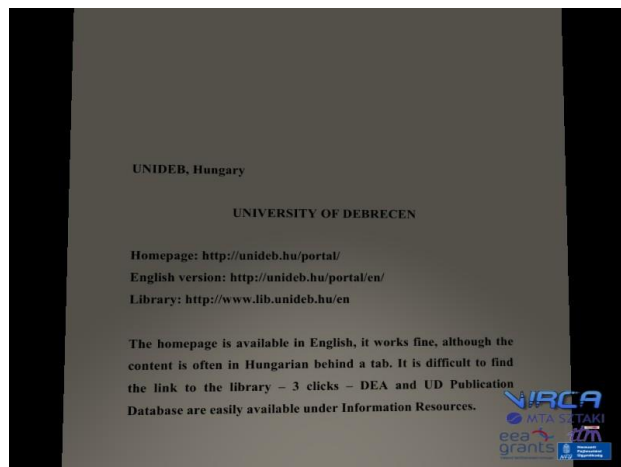 UNIDEB, Hungary
UNIVERSITY OF DEBRECEN
Homepage: http://unideb.hu/portal/
English version: http://unideb.hu/portal/en/
Library: http://www.lib.unideb.hu/en
The homepage is available in English, it works fine, although the
content is often in Hungarian behind a tab. It is difficult to find
the link to the library – 3 clicks – DEA and UD Publication
Database are easily available under Information Resources.
VIRCA
MTA SZTAKI
eea
grants